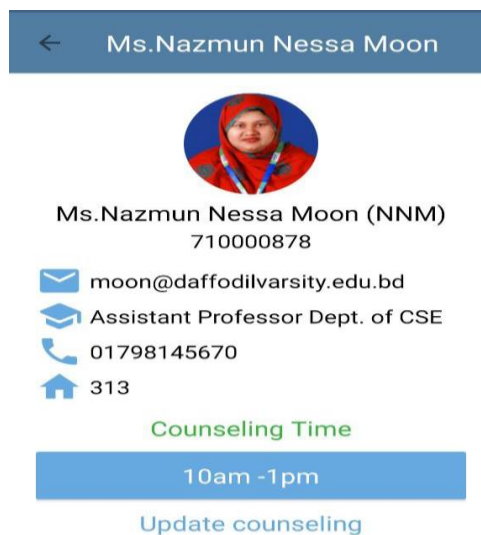 Ms.Nazmun Nessa Moon
Ms.Nazmun Nessa Moon (NNM)
710000878
moon@daffodilvarsity.edu.bd
Assistant Professor Dept. of CSE
01798145670
313
Counseling Time
10am -1pm
Update counseling